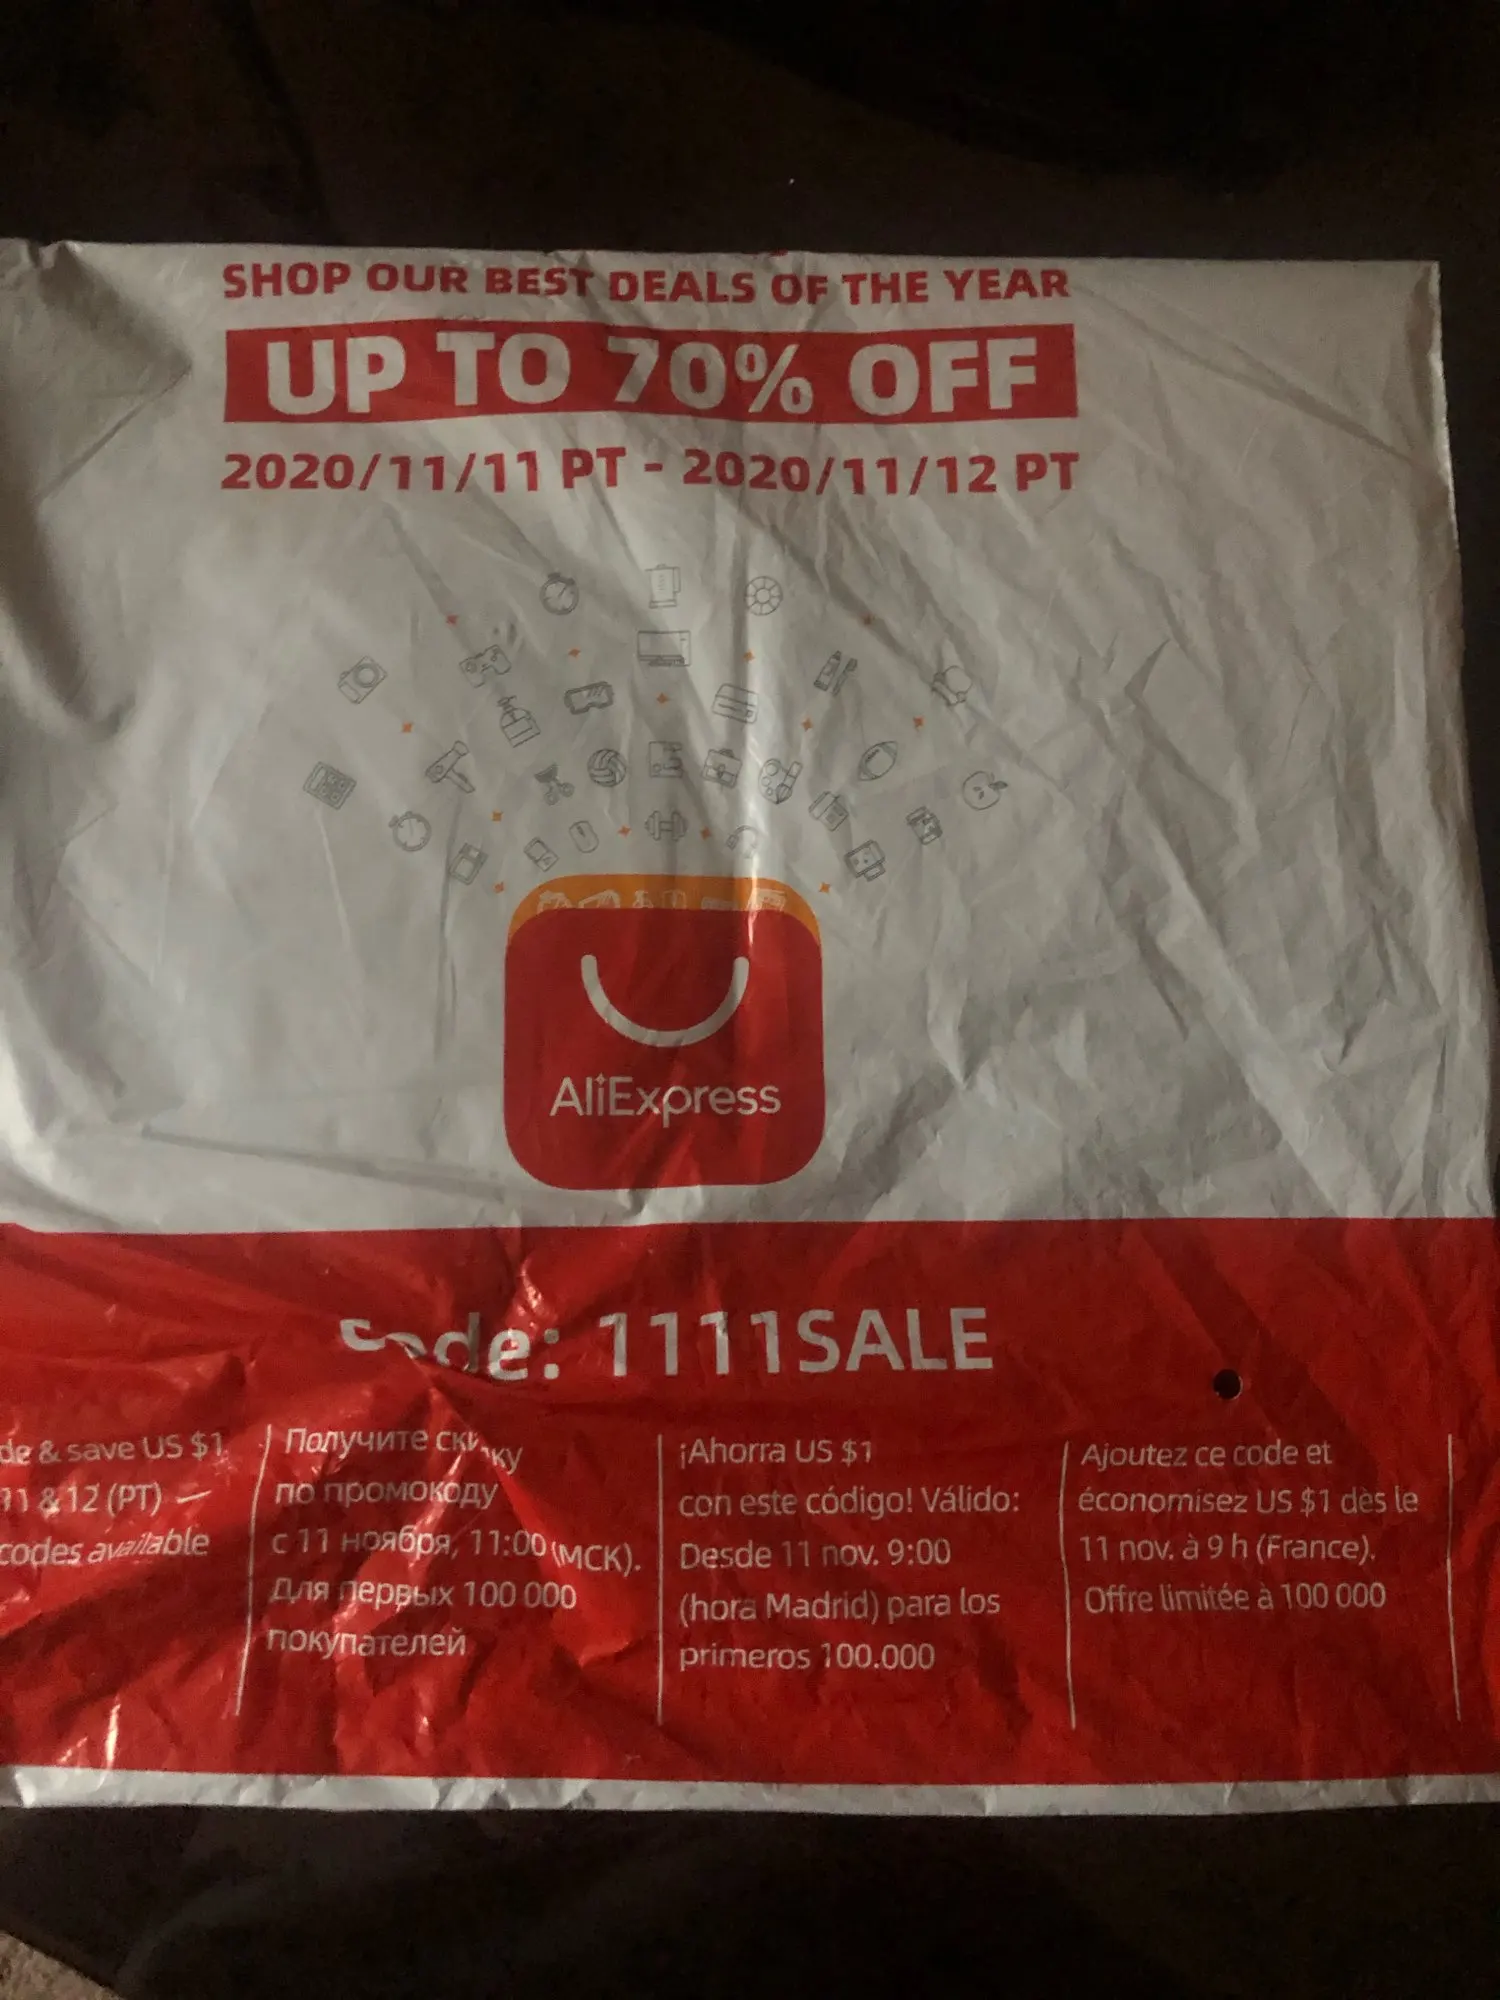 SHOP OUR BEST DEALS OF THE YEAR
UP TO 70% OFF
2020/11/11 PT - 2020/11/12 PT
AliExpress
Code: 1111SALE
de & save US $1
11 & 12 (PT) —
codes available
Получите скидку
по промокоду
с 11 ноября, 11:00 (МСК).
Для первых 100 000
покупателей
¡Ahorra US $1
con este código! Válido:
Desde 11 nov. 9:00
(hora Madrid) para los
primeros 100.000
Ajoutez ce code et
économisez US $1 dès le
11 nov. à 9 h (France).
Offre limitée à 100 000